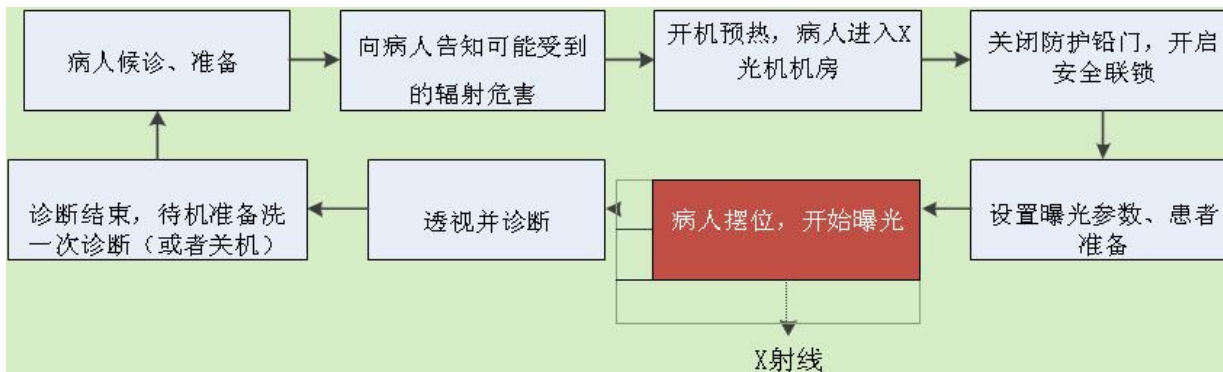 病人候诊、准备
向病人告知可能受到
的辐射危害
开机预热，病人进入X
光机机房
关闭防护铅门，开启
安全联锁
设置曝光参数、患者
准备
病人摆位，开始曝光
透视并诊断
诊断结束，待机准备洗
一次诊断（或者关机）
X射线